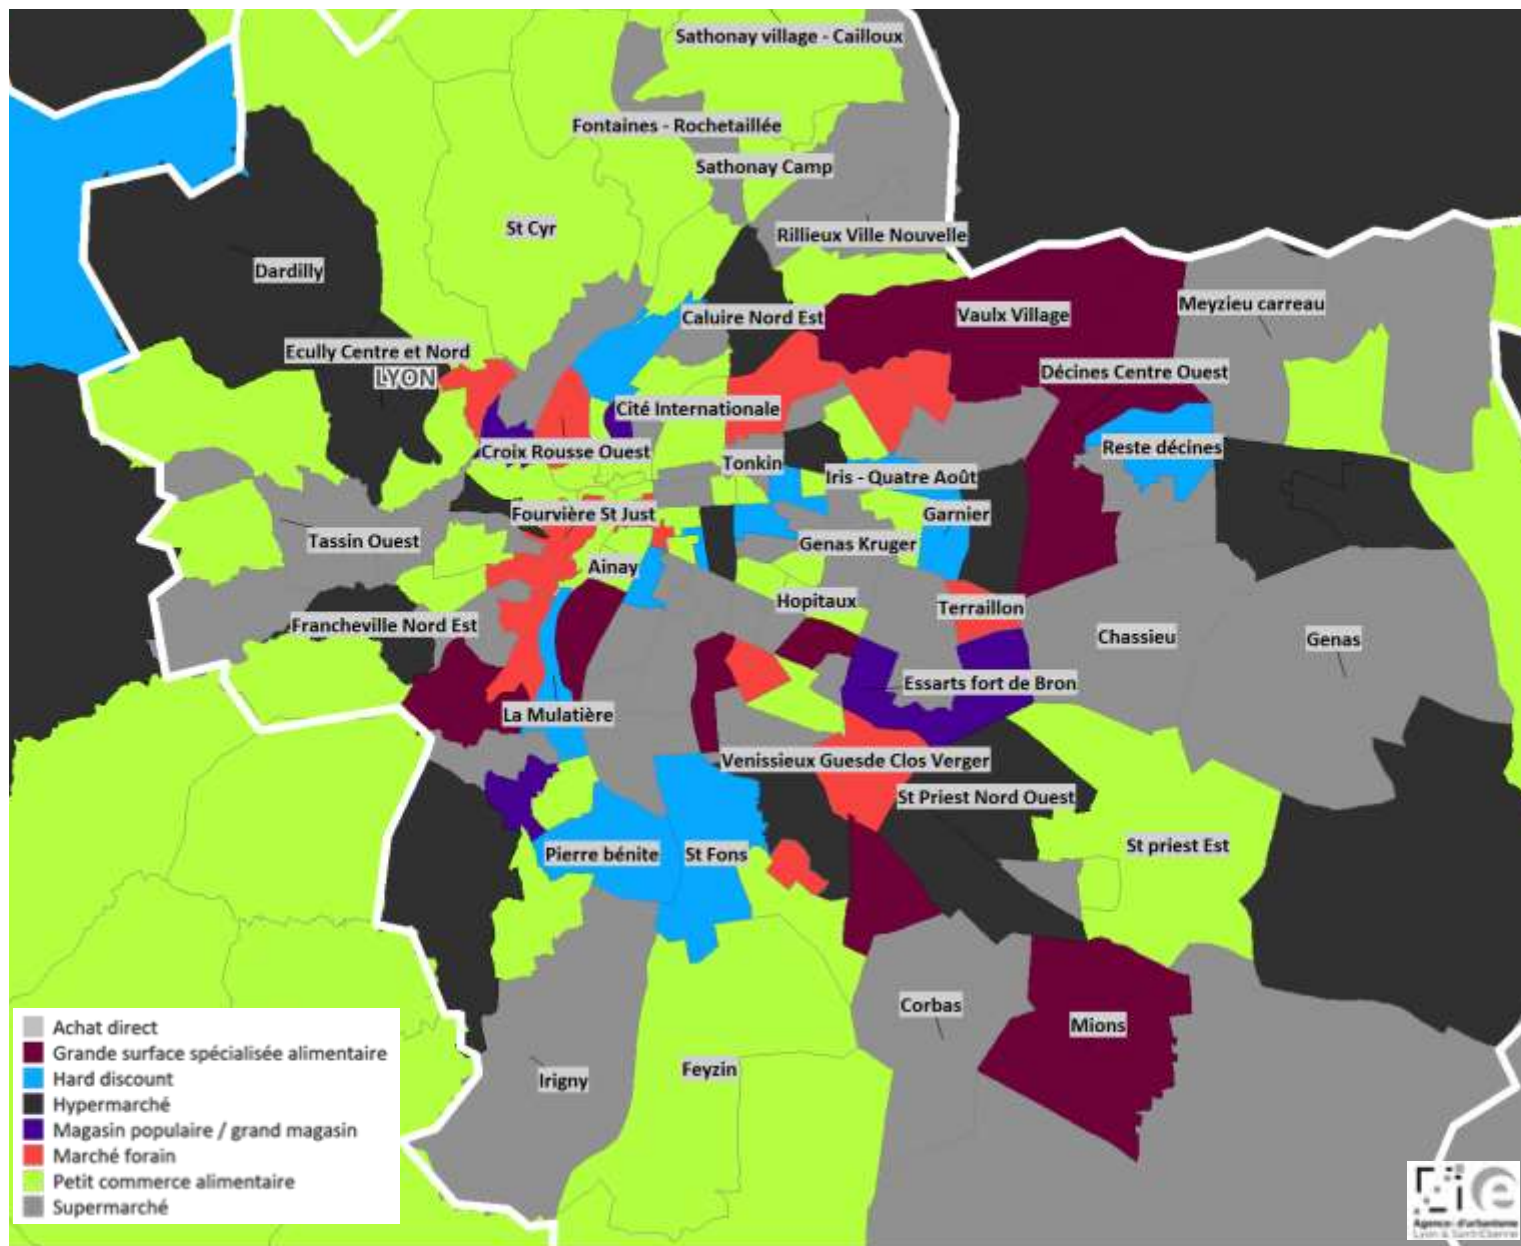 Sathonay village - Cailloux
Fontaines - Rochetaillée
Sathonay Camp
St Cyr
Rillieux Ville Nouvelle
Dardilly
Meyzieu carreau
Vaulx Village
Caluire Nord Est
Ecully Centre et Nord
LYON
Décines Centre Ouest
Cité Internationale
Reste décines
Croix Rousse Ouest
Tonkin
Iris - Quatre Août
Fourvière St Just
Garnier
Tassin Ouest
Genas Kruger
Ainay
Hopitaux
Terraillon
Francheville Nord Est
Chassieu
Genas
Essarts fort de Bron
La Mulatière
Venissieux Guesde Clos Verger
St Priest Nord Ouest
St priest Est
Pierre bénite
St Fons
Corbas
Mions
Feyzin
Irigny
Achat direct
Grande surface spécialisée alimentaire
Hard discount
Hypermarché
Magasin populaire / grand magasin
Marché forain
Petit commerce alimentaire
Supermarché
Agence d'urbanisme
Lyon & Saint-Etienne